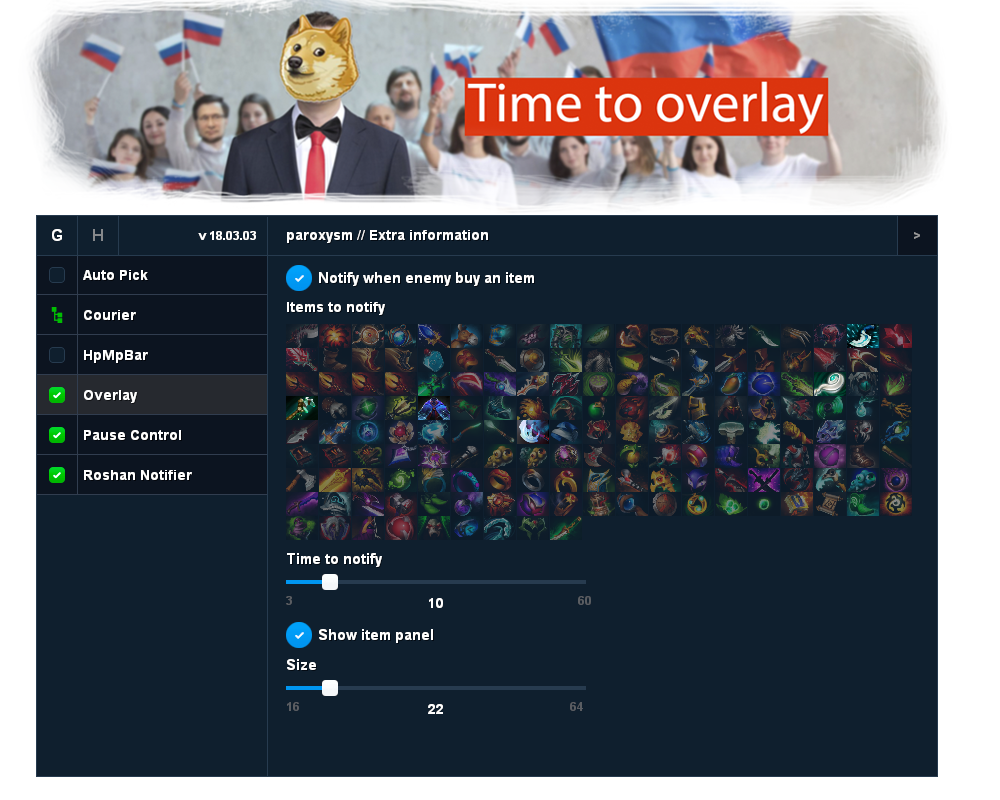 Time to overlay
G H v 18.03.03 paroxysm // Extra information >
Auto Pick
Courier
HpMpBar
Overlay
Pause Control
Roshan Notifier
Notify when enemy buy an item
Items to notify
Time to notify
3 10 60
Show item panel
Size
16 22 64